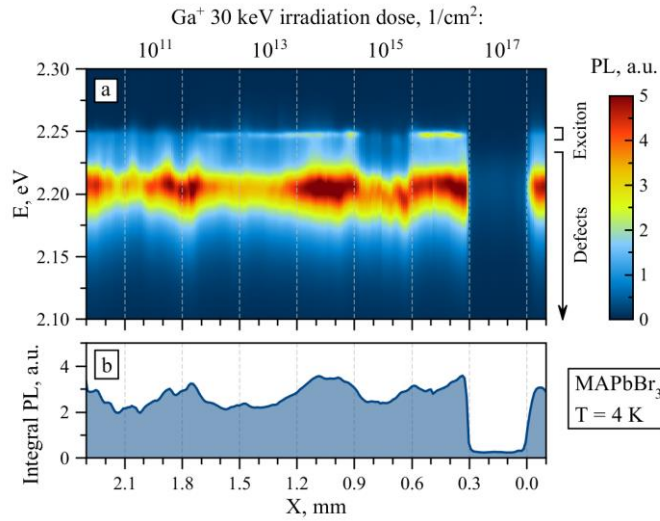 Ga⁺ 30 keV irradiation dose, 1/cm²:
10¹¹ 10¹³ 10¹⁵ 10¹⁷
PL, a.u.
a
E, eV
2.30
2.25
2.20
2.15
2.10
Exciton
Defects
5
4
3
2
1
0
b
Integral PL, a.u.
4
2
0
2.1 1.8 1.5 1.2 0.9 0.6 0.3 0.0
X, mm
MAPbBr₃
T = 4 K